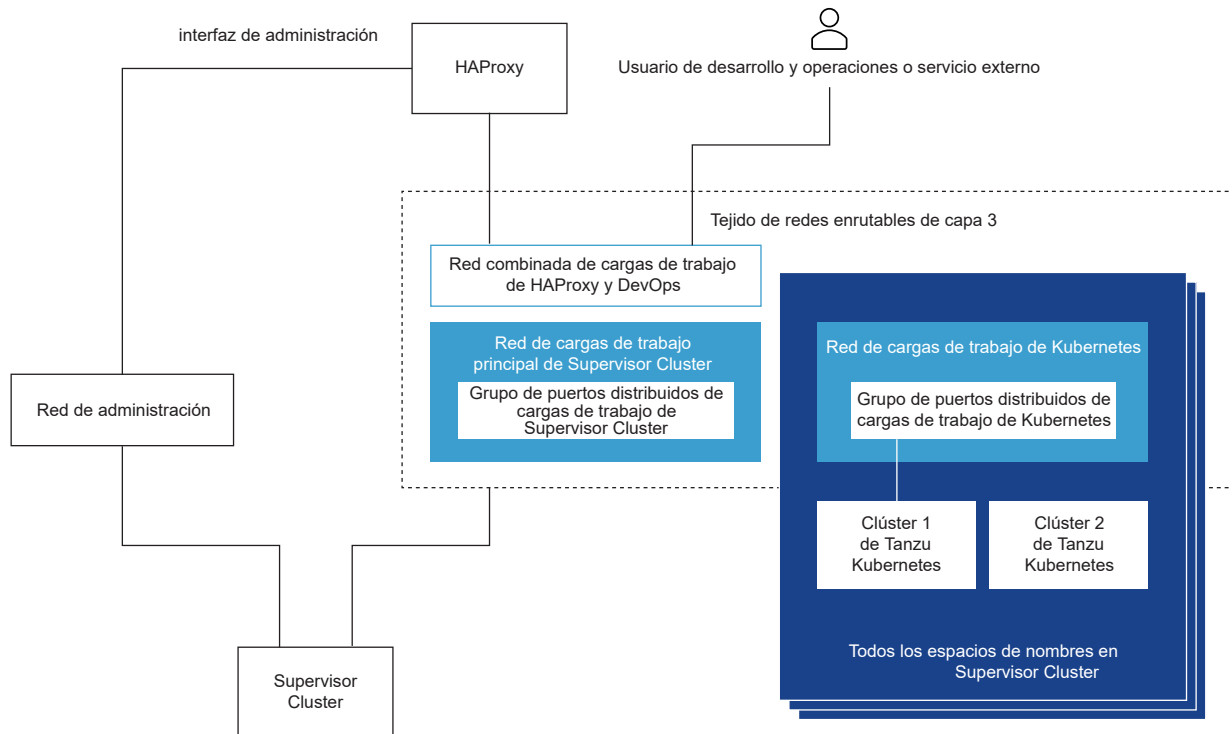 interfaz de administración
HAProxy
Usuario de desarrollo y operaciones o servicio externo
Tejido de redes enrutables de capa 3
Red combinada de cargas de trabajo
de HAProxy y DevOps
Red de cargas de trabajo
principal de Supervisor Cluster
Grupo de puertos distribuidos de
cargas de trabajo de
Supervisor Cluster
Red de cargas de trabajo de Kubernetes
Grupo de puertos distribuidos de
cargas de trabajo de Kubernetes
Red de administración
Clúster 1
de Tanzu
Kubernetes
Clúster 2
de Tanzu
Kubernetes
Todos los espacios de nombres en
Supervisor Cluster
Supervisor
Cluster